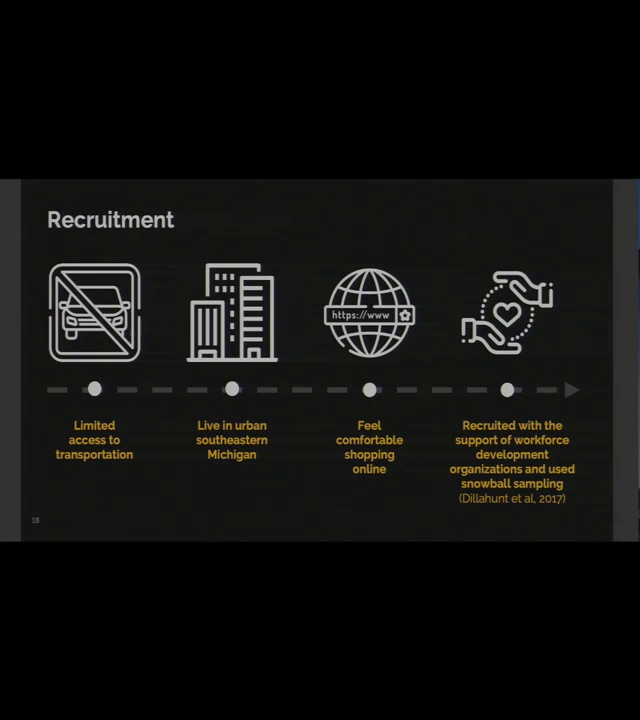 Recruitment
https://www
Limited
access to
transportation
Live in urban
southeastern
Michigan
Feel
comfortable
shopping
online
Recruited with the
support of workforce
development
organizations and used
snowball sampling
(Dillahunt et al, 2017)
18